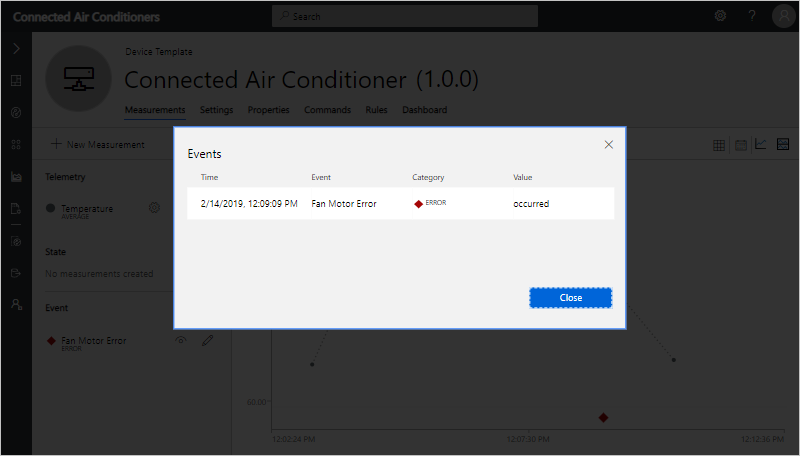 Connected Air Conditioners
Search
?
Device Template
Connected Air Conditioner (1.0.0)
Measurements Settings Properties Commands Rules Dashboard
New Measurement
Telemetry
Temperature
AVERAGE
State
No measurements created
Event
Fan Motor Error
ERROR
Events
Time Event Category Value
2/14/2019, 12:09:09 PM Fan Motor Error ERROR occurred
Close
60.00
12:02:24 PM 12:07:30 PM 12:12:36 PM